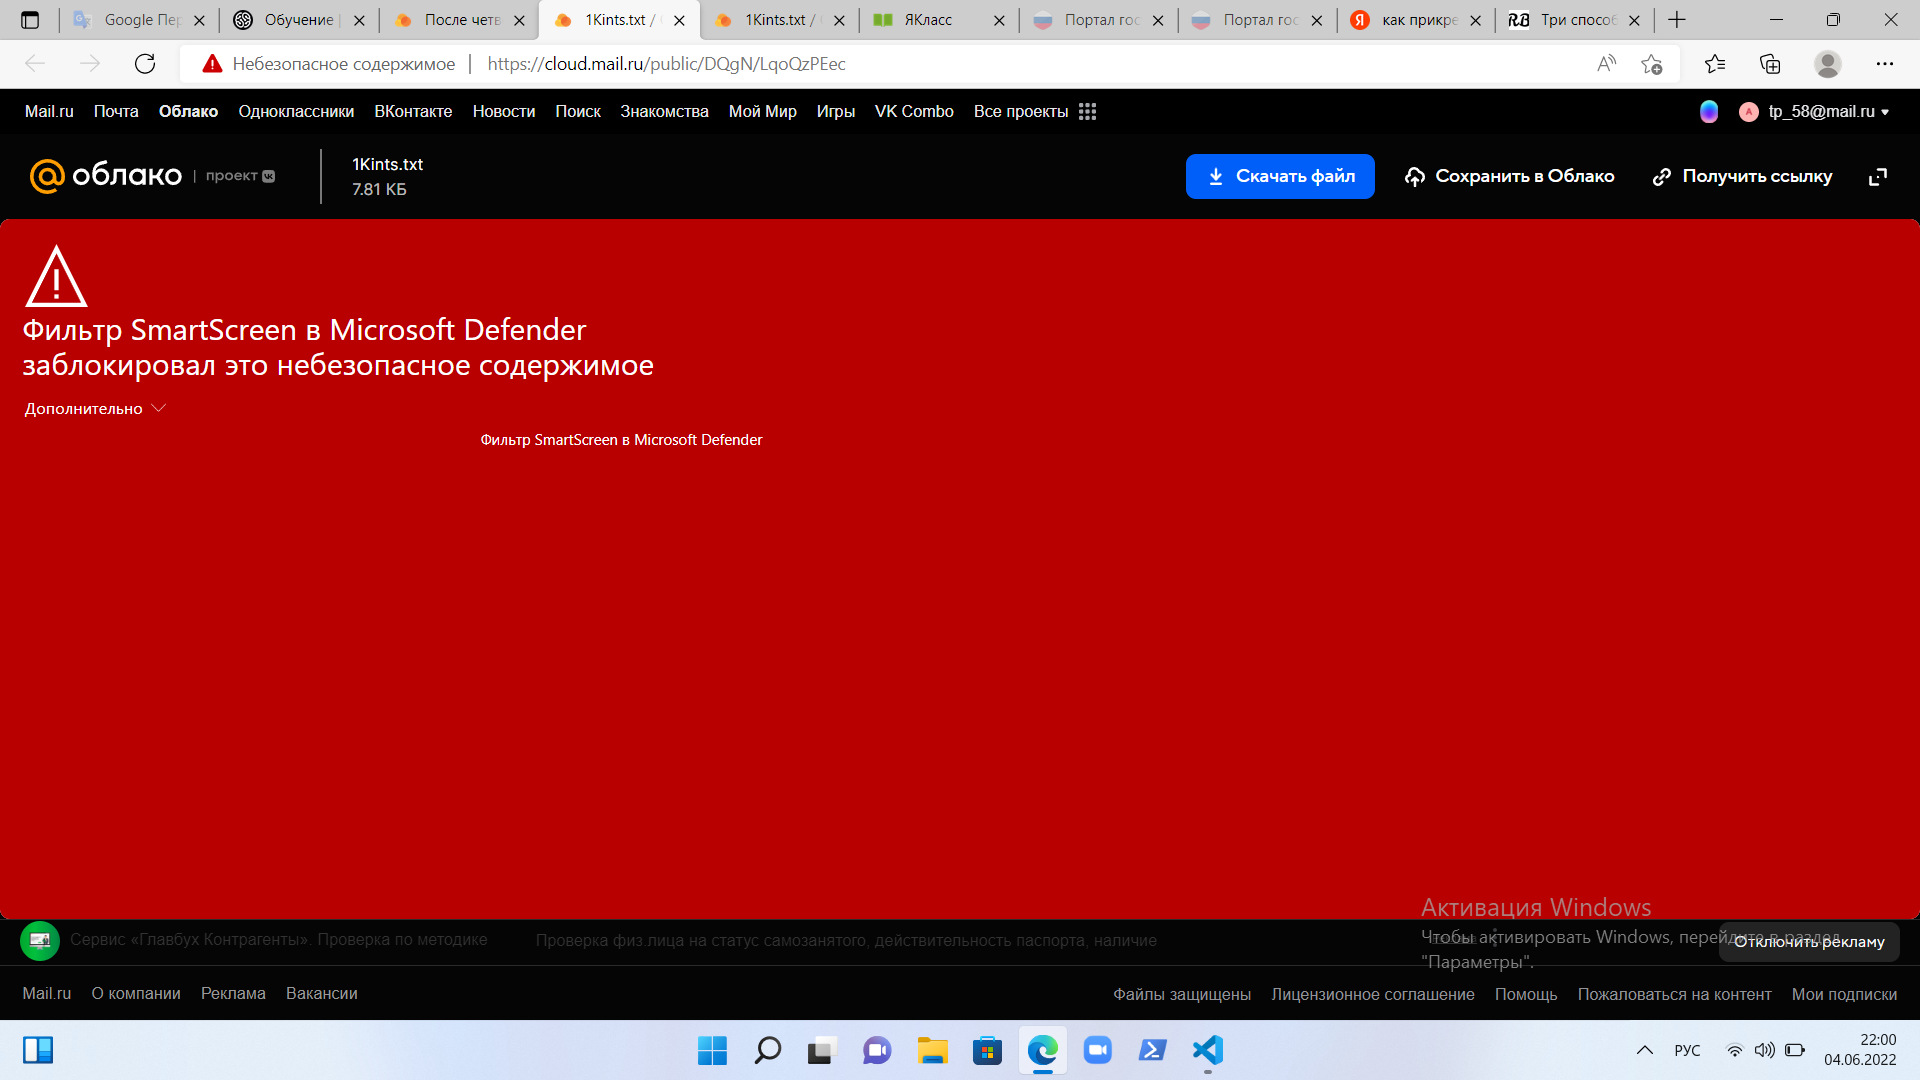 Google Пер
Обучение
После четв
1Kints.txt /
1Kints.txt /
ЯКласс
Портал гос
Портал гос
Я
как прикре
RB
Три способ
Небезопасное содержимое
https://cloud.mail.ru/public/DQgN/LqoQzPEec
Mail.ru Почта Облако Одноклассники ВКонтакте Новости Поиск Знакомства Мой Мир Игры VK Combo Все проекты
A
tp_58@mail.ru
облако
проект
1Kints.txt
7.81 КБ
Скачать файл
Сохранить в Облако
Получить ссылку
Фильтр SmartScreen в Microsoft Defender
заблокировал это небезопасное содержимое
Дополнительно
Фильтр SmartScreen в Microsoft Defender
Активация Windows
Чтобы активировать Windows, перейдите в раздел
"Параметры".
Сервис «Главбух Контрагенты». Проверка по методике
Проверка физ лица на статус самозанятого, действительность паспорта, наличие
Отключить рекламу
Mail.ru О компании Реклама Вакансии
Файлы защищены Лицензионное соглашение Помощь Пожаловаться на контент Мои подписки
РУС
22:00
04.06.2022